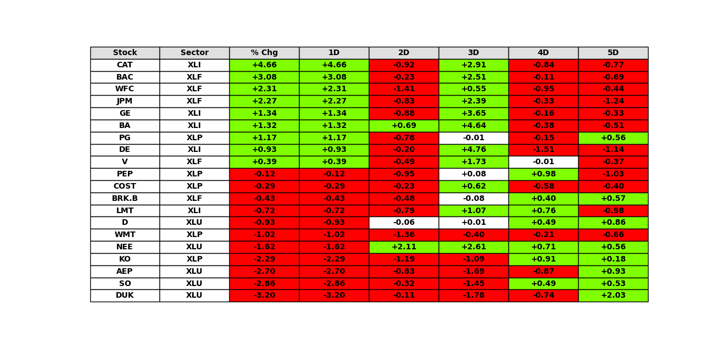 Stock Sector % Chg 1D 2D 3D 4D 5D
CAT XLI +4.66 +4.66 -0.92 +2.91 -0.84 -0.77
BAC XLF +3.08 +3.08 -0.23 +2.51 -0.11 -0.69
WFC XLF +2.31 +2.31 -1.41 +0.55 -0.95 -0.44
JPM XLF +2.27 +2.27 -0.83 +2.39 -0.33 -1.24
GE XLI +1.34 +1.34 -0.88 +3.65 -0.16 -0.33
BA XLI +1.32 +1.32 +0.69 +4.64 -0.38 -0.51
PG XLP +1.17 +1.17 -0.76 -0.01 -0.15 +0.56
DE XLI +0.93 +0.93 -0.20 +4.76 -1.51 -1.14
V XLF +0.39 +0.39 -0.49 +1.73 -0.01 -0.37
PEP XLP -0.12 -0.12 -0.95 +0.08 +0.98 -1.03
COST XLP -0.29 -0.29 -0.23 +0.62 -0.58 -0.40
BRK.B XLF -0.43 -0.43 -0.48 -0.08 +0.40 +0.57
LMT XLI -0.72 -0.72 -0.79 +1.07 +0.76 -0.98
D XLU -0.93 -0.93 -0.06 +0.01 +0.49 +0.86
WMT XLP -1.02 -1.02 -1.36 -0.40 -0.21 -0.66
NEE XLU -1.62 -1.62 +2.11 +2.61 +0.71 +0.56
KO XLP -2.29 -2.29 -1.19 -1.09 +0.91 +0.18
AEP XLU -2.70 -2.70 -0.83 -1.69 -0.87 +0.93
SO XLU -2.86 -2.86 -0.32 -1.45 +0.49 +0.53
DUK XLU -3.20 -3.20 -0.11 -1.78 -0.74 +2.03